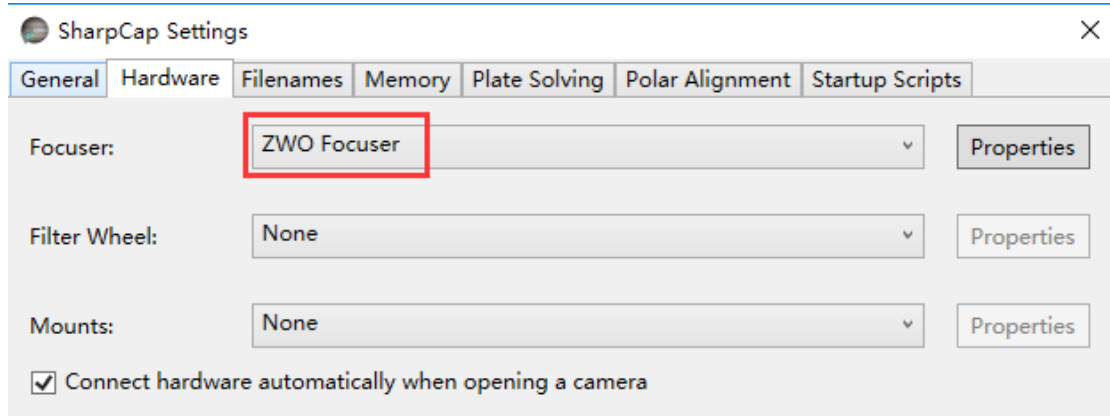 SharpCap Settings
General Hardware Filenames Memory Plate Solving Polar Alignment Startup Scripts
Focuser: ZWO Focuser Properties
Filter Wheel: None Properties
Mounts: None Properties
Connect hardware automatically when opening a camera